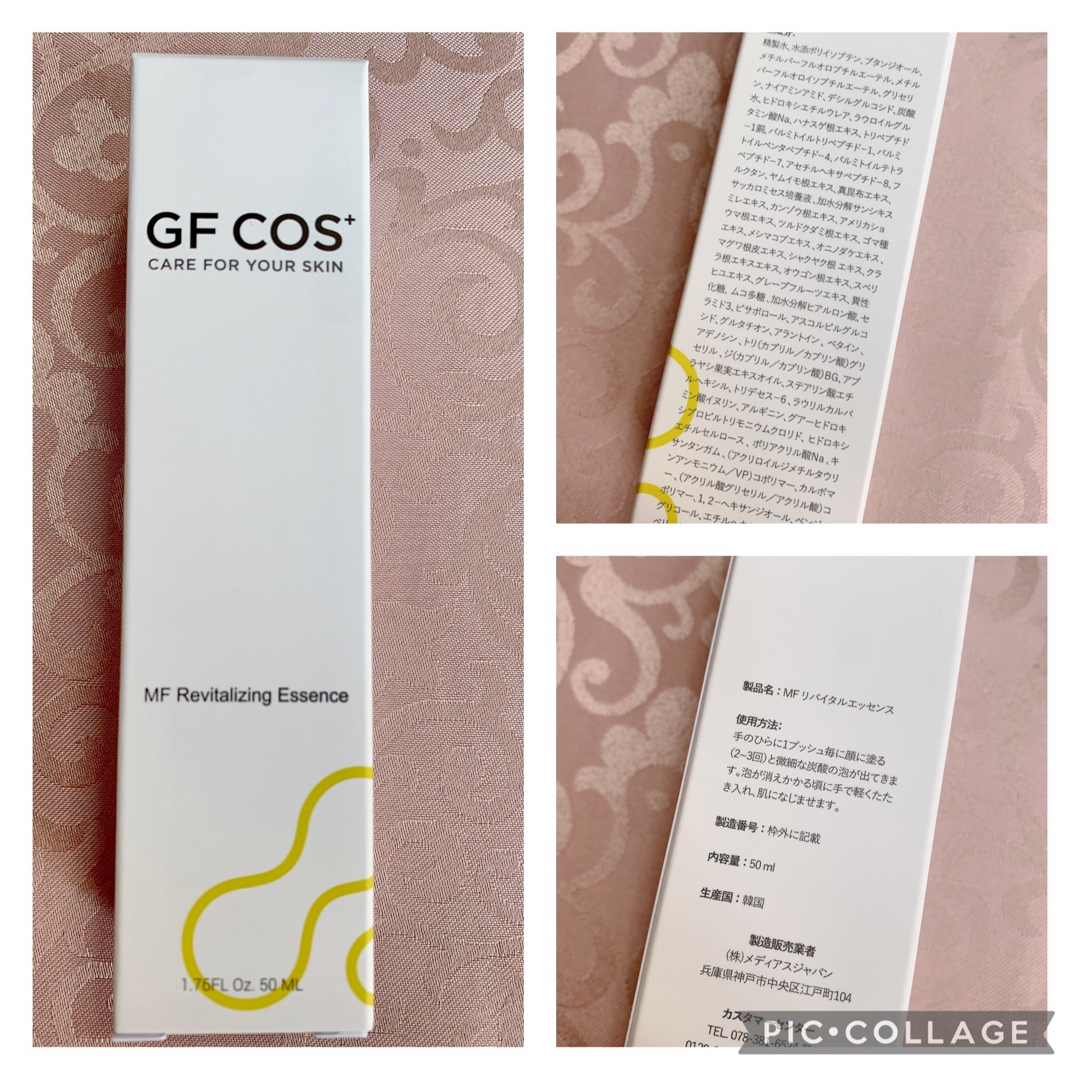 GF COS+
CARE FOR YOUR SKIN
MF Revitalizing Essence
1.76FL Oz. 50 ML
精製水、水添ポリイソブテン、ブタンジオール、
メチルパーフルオロブチルエーテル、メチル
パーフルオロイソブチルエーテル、グリセリ
ン、ナイアミンアミド、デシルグルコシド、炭酸
水、ヒドロキシエチルウレア、ラウロイルグル
タミン酸Na、ハナスゲ根エキス、トリペプチド
-1銅、パルミトイルトリペプチド-1、パルミ
トイルペンタペプチド-4、パルミトイルテトラ
ペプチド-7、アセチルヘキサペプチド-8、フ
ルクタン、ヤムイモ根エキス、真昆布エキス、
サッカロミセス培養液、加水分解サンシキス
ミレエキス、カンゾウ根エキス、アメリカショ
ウマ根エキス、ツルドクダミ根エキス、ゴマ種
エキス、メシマコブエキス、オニノダケエキス、
マグワ根皮エキス、シャクヤク根エキス、クラ
ラ根エキスエキス、オウゴン根エキス、スベリ
ヒユエキス、グレープフルーツエキス、異性
化糖、ムコ多糖、加水分解ヒアルロン酸、セ
ラミド3、ビサボロール、アスコルビルグルコ
シド、グルタチオン、アラントイン、ベタイン、
アデノシン、トリ(カプリル／カプリン酸)グリ
セリル、ジ(カプリル／カプリン酸)BG、アブ
ラヤシ果実エキスオイル、ステアリン酸エチ
ルヘキシル、トリデセス-6、ラウリルカルバ
ミン酸イヌリン、アルギニン、グアーヒドロキ
シプロピルトリモニウムクロリド、ヒドロキシ
エチルセルロース、ポリアクリル酸Na、キ
サンタンガム、(アクリロイルジメチルタウリ
ンアンモニウム／VP)コポリマー、カルボマ
ー、(アクリル酸グリセリル／アクリル酸)コ
ポリマー、1, 2-ヘキサンジオール、ペンジ
グリコール、エチルヘキ
製品名：MFリバイタルエッセンス
使用方法：
手のひらに1プッシュ毎に顔に塗る
(2~3回)と微細な炭酸の泡が出てきま
す。泡が消えかかる頃に手で軽くたた
き入れ、肌になじませます。
製造番号：枠外に記載
内容量：50 ml
生産国：韓国
製造販売業者
(株)メディアスジャパン
兵庫県神戸市中央区江戸町104
カスタマーセンター
TEL. 078-381-65
PIC•COLLAGE